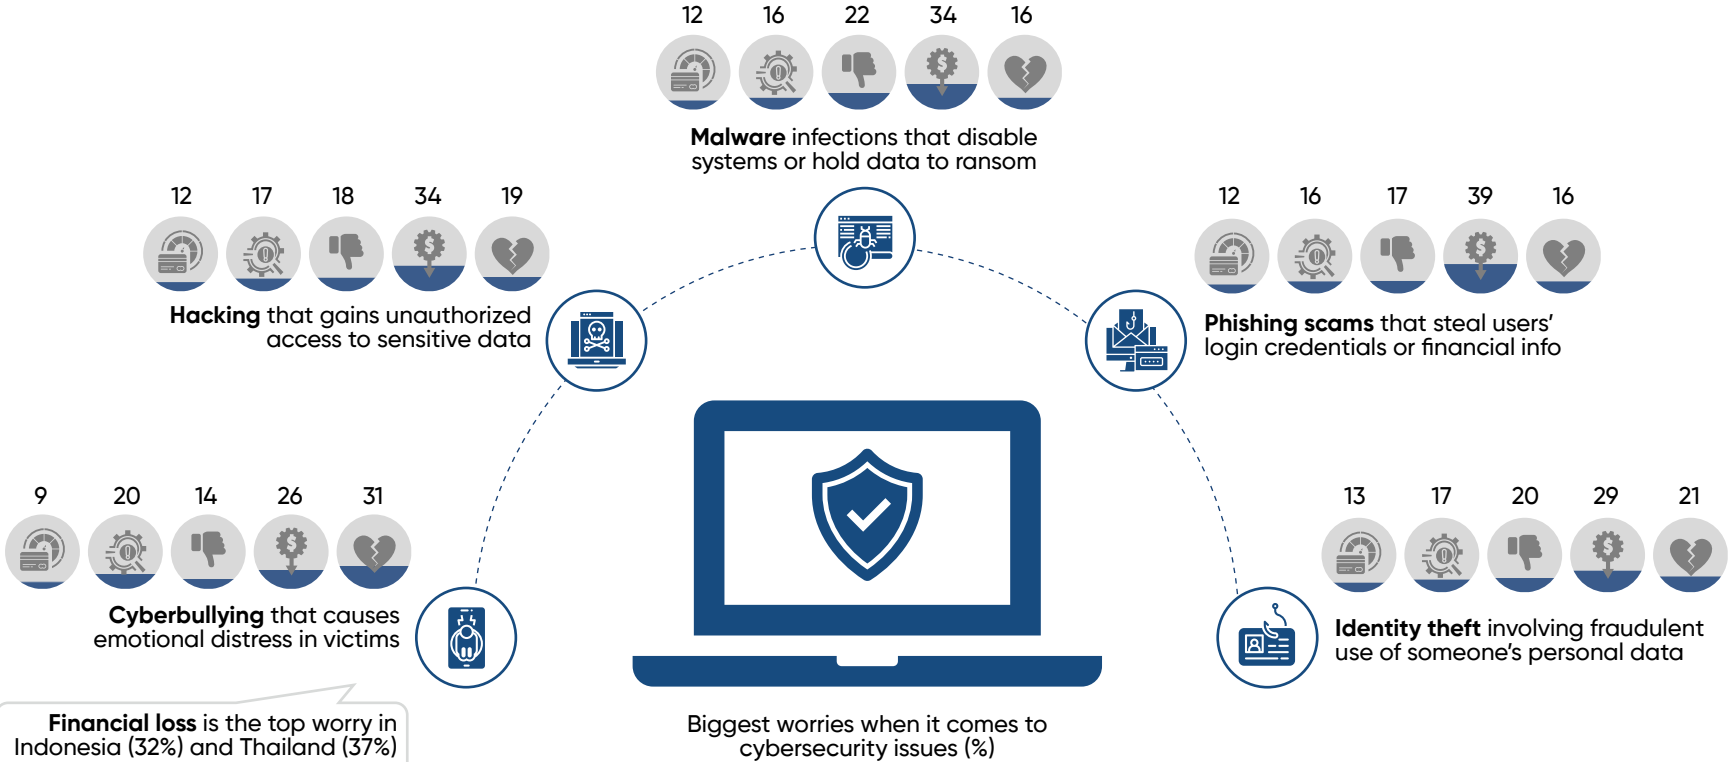 12 16 22 34 16
Malware infections that disable
systems or hold data to ransom
12 17 18 34 19
Hacking that gains unauthorized
access to sensitive data
12 16 17 39 16
Phishing scams that steal users'
login credentials or financial info
9 20 14 26 31
Cyberbullying that causes
emotional distress in victims
13 17 20 29 21
Identity theft involving fraudulent
use of someone's personal data
Financial loss is the top worry in
Indonesia (32%) and Thailand (37%)
Biggest worries when it comes to
cybersecurity issues (%)